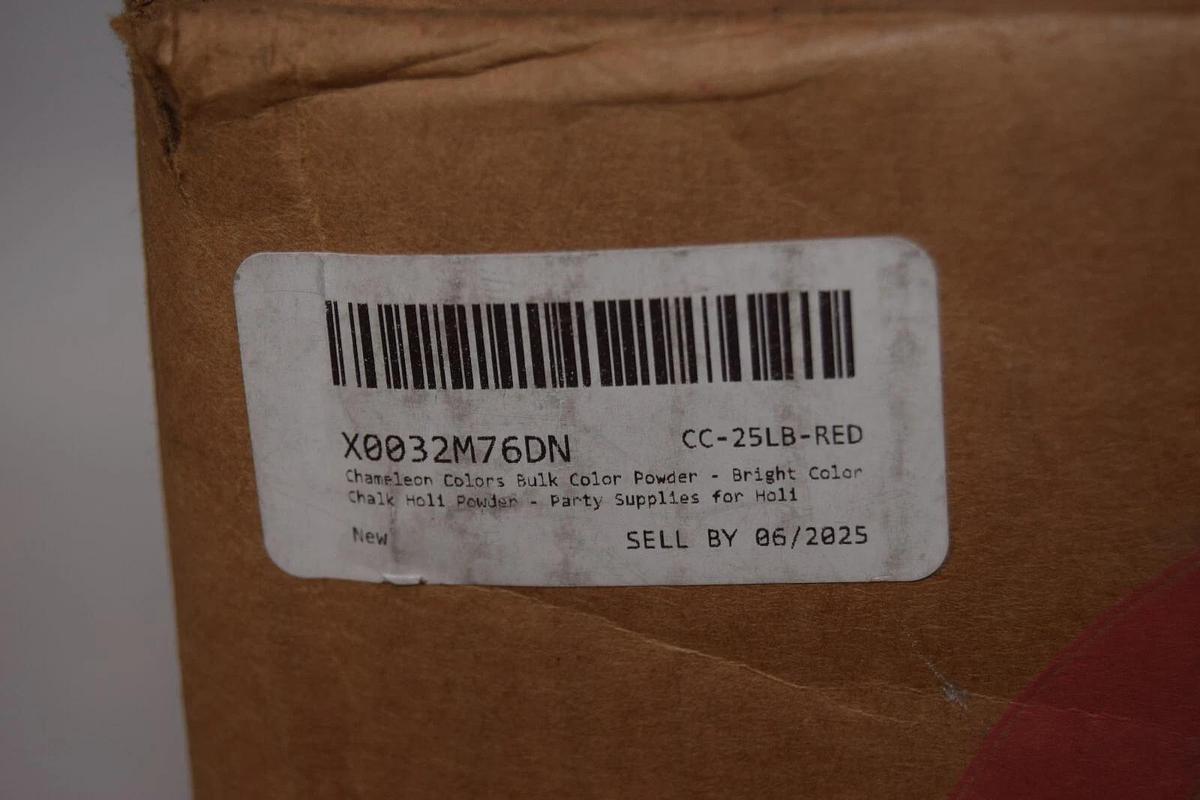 X0032M76DN CC-25LB-RED
Chameleon Colors Bulk Color Powder - Bright Color
Chalk Holi Powder - Party Supplies for Holi
New SELL BY 06/2025